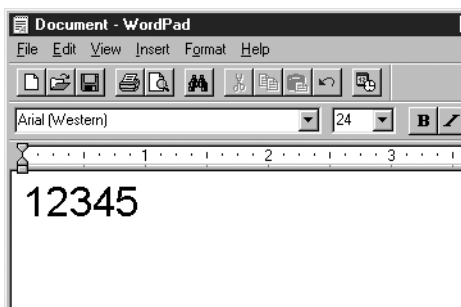 Document - WordPad
File Edit View Insert Format Help
Arial (Western) 24 B I
1 2 3
12345